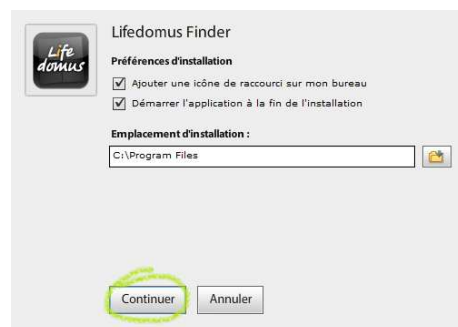 Life
domus
Lifedomus Finder
Préférences d'installation
Ajouter une icône de raccourci sur mon bureau
Démarrer l'application à la fin de l'installation
Emplacement d'installation :
C:\Program Files
Continuer
Annuler